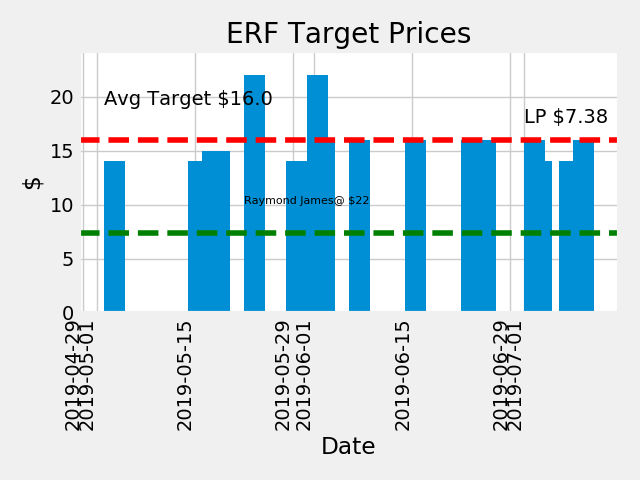 ERF Target Prices
Avg Target $16.0
LP $7.38
Raymond James@ $22
$
20
15
10
5
0
2019-04-29
2019-05-01
2019-05-15
2019-05-29
2019-06-01
2019-06-15
2019-06-29
2019-07-01
Date